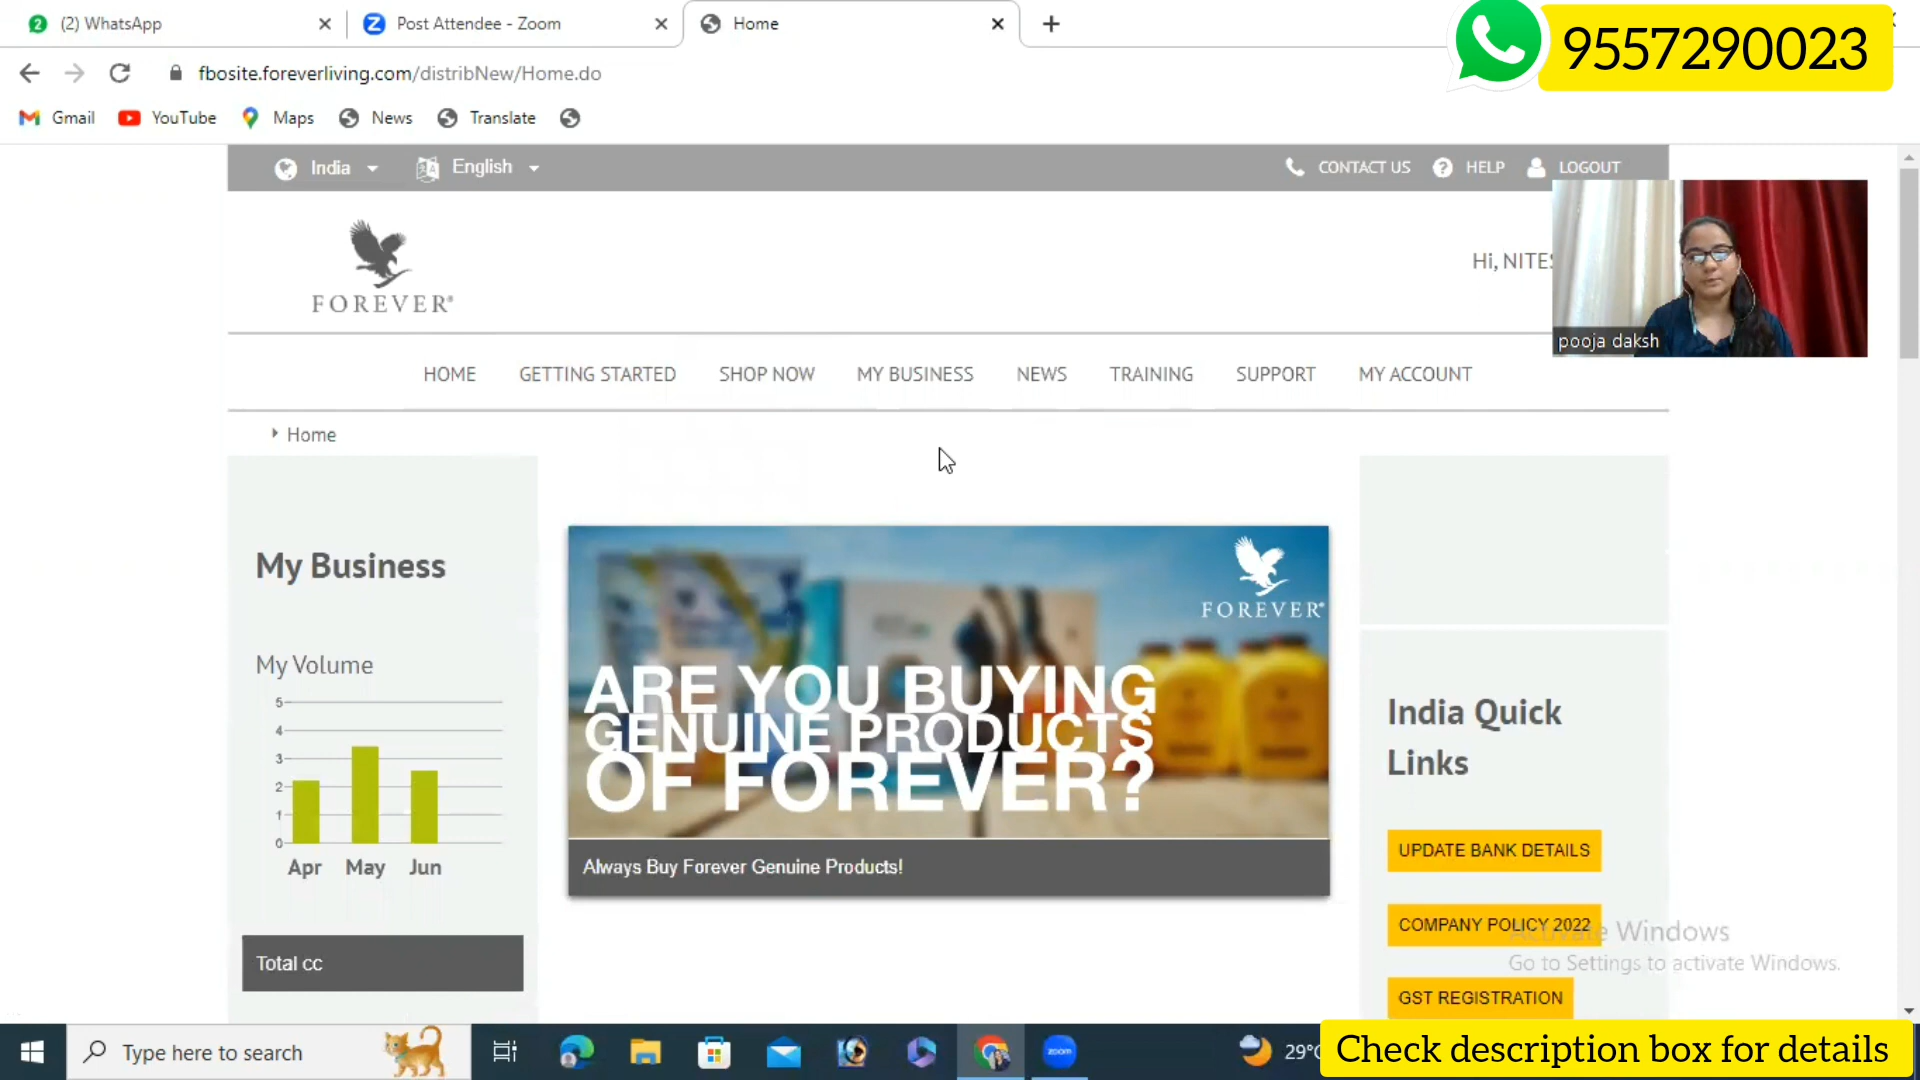 (2) WhatsApp
Post Attendee - Zoom
Home
9557290023
fbosite.foreverliving.com/distribNew/Home.do
Gmail
YouTube
Maps
News
Translate
India
English
CONTACT US
HELP
LOGOUT
FOREVER®
Hi, NITES
pooja daksh
HOME
GETTING STARTED
SHOP NOW
MY BUSINESS
NEWS
TRAINING
SUPPORT
MY ACCOUNT
Home
My Business
My Volume
5
4
3
2
1
0
Apr May Jun
Total cc
FOREVER®
ARE YOU BUYING
GENUINE PRODUCTS
OF FOREVER?
Always Buy Forever Genuine Products!
India Quick
Links
UPDATE BANK DETAILS
COMPANY POLICY 2022
GST REGISTRATION
Activate Windows
Go to Settings to activate Windows.
Type here to search
zoom
29°
Check description box for details